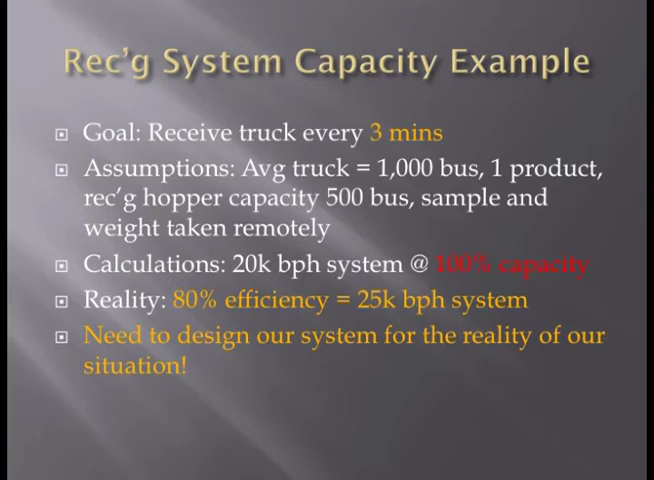 Rec'g System Capacity Example
Goal: Receive truck every 3 mins
Assumptions: Avg truck = 1,000 bus, 1 product,
rec'g hopper capacity 500 bus, sample and
weight taken remotely
Calculations: 20k bph system @ 100% capacity
Reality: 80% efficiency = 25k bph system
Need to design our system for the reality of our
situation!